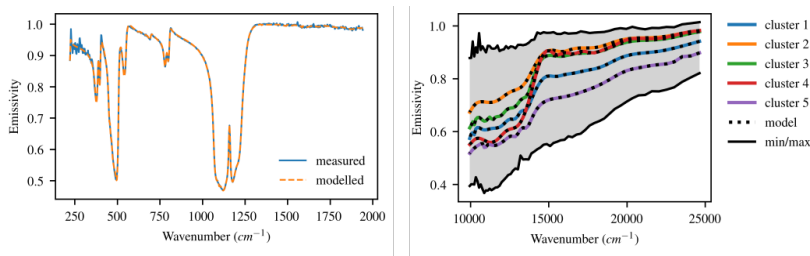 1.0
0.9
0.8
0.7
0.6
0.5
Emissivity
measured
modelled
250 500 750 1000 1250 1500 1750 2000
Wavenumber (cm⁻¹)
1.0
0.8
0.6
0.4
Emissivity
10000 15000 20000 25000
Wavenumber (cm⁻¹)
cluster 1
cluster 2
cluster 3
cluster 4
cluster 5
model
min/max